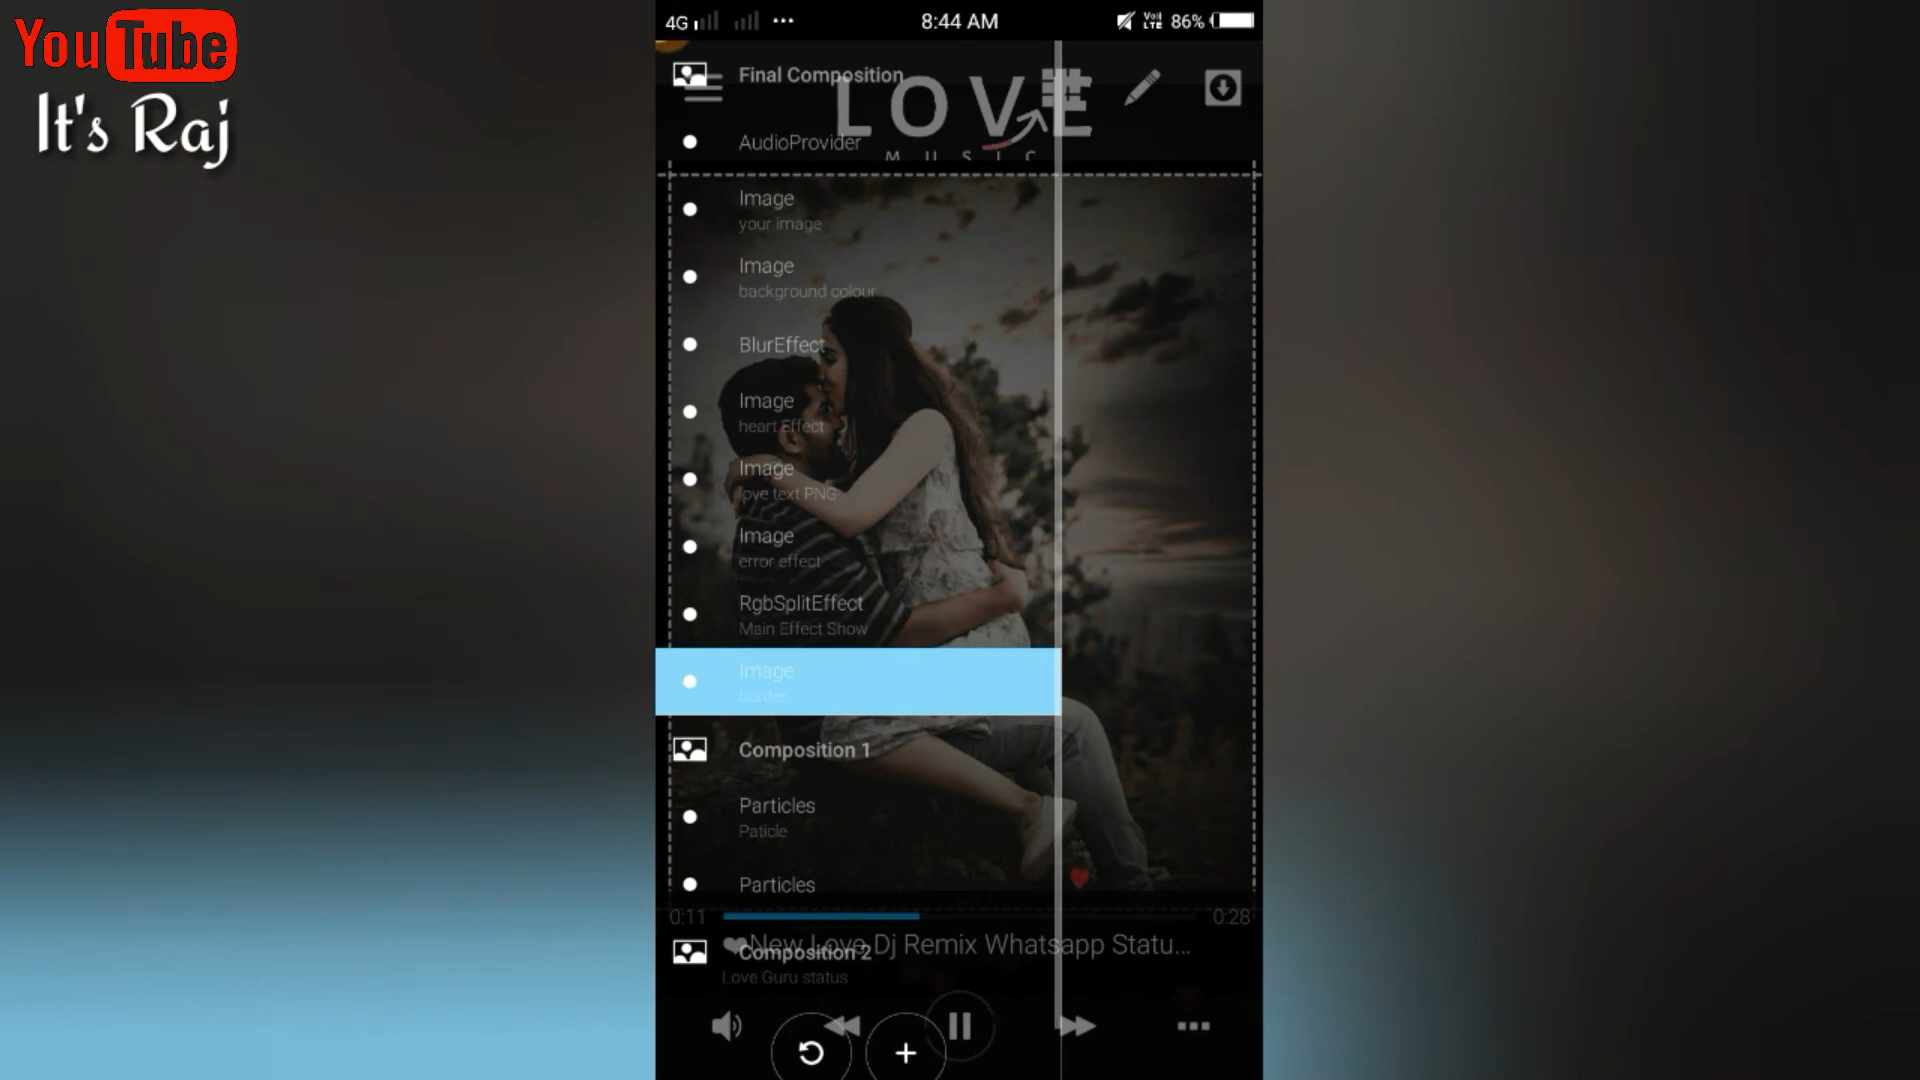 YouTube
It's Raj
4G
8:44 AM
VoLTE
86%
Final Composition
LOVE
MUSIC
AudioProvider
Image
your image
Image
background colour
BlurEffect
Image
heart Effect
Image
love text PNG
Image
error effect
RgbSplitEffect
Main Effect Show
Image
border
Composition 1
Particles
Paticle
Particles
0:11
0:28
New Love Dj Remix Whatsapp Statu...
Composition 2
Love Guru status